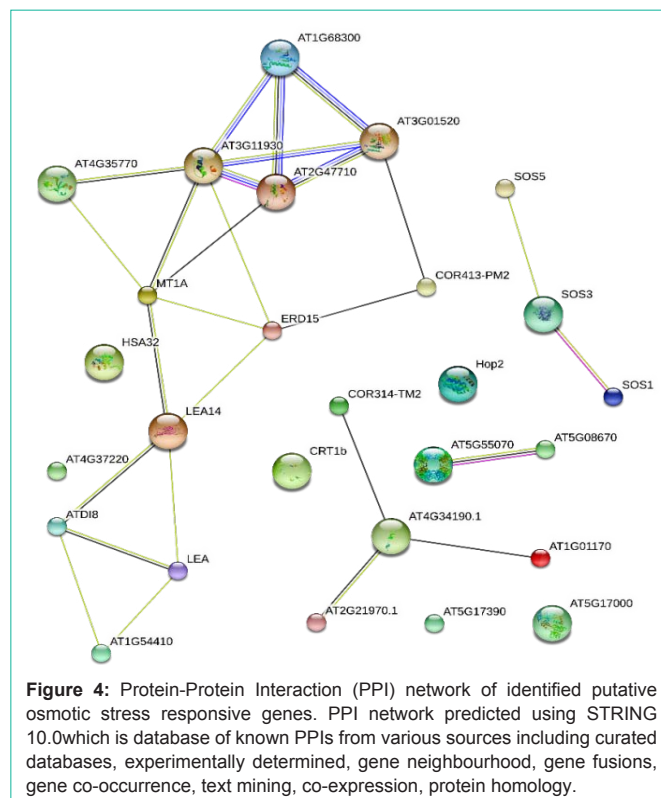 AT1G68300
AT3G01520
AT3G11930
AT4G35770
AT2G47710
SOS5
COR413-PM2
MT1A
SOS3
ERD15
HSA32
Hop2
SOS1
COR314-TM2
LEA14
AT5G55070
AT5G08670
AT4G37220
CRT1b
ATDI8
AT4G34190.1
AT1G01170
LEA
AT2G21970.1
AT5G17390
AT5G17000
AT1G54410
Figure 4: Protein-Protein Interaction (PPI) network of identified putative
osmotic stress responsive genes. PPI network predicted using STRING
10.0which is database of known PPIs from various sources including curated
databases, experimentally determined, gene neighbourhood, gene fusions,
gene co-occurrence, text mining, co-expression, protein homology.